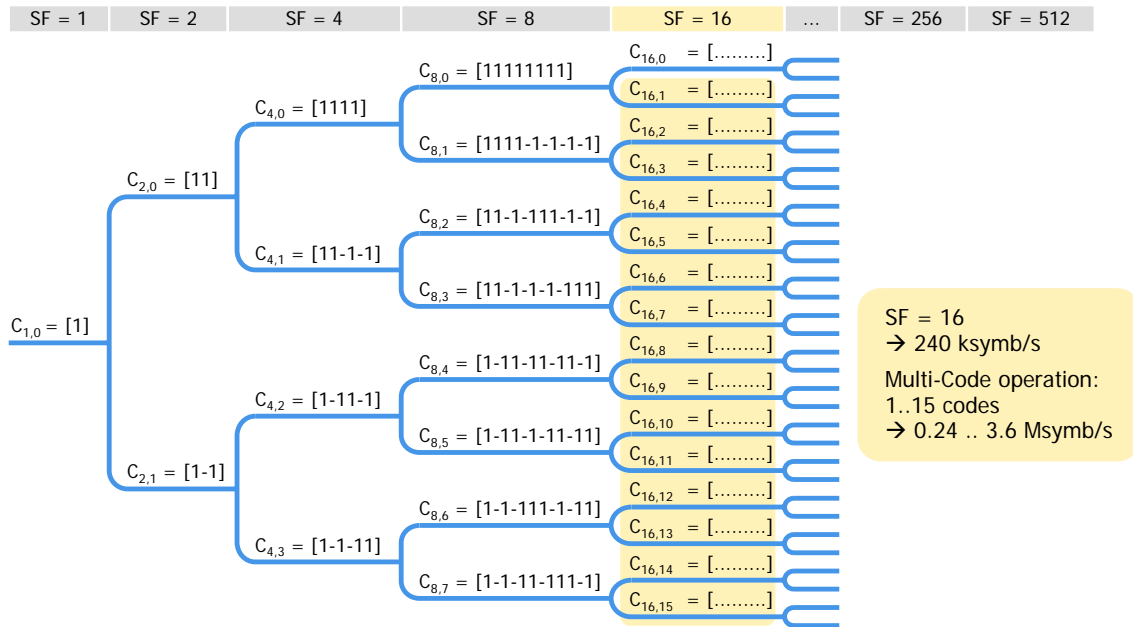 SF = 1 SF = 2 SF = 4 SF = 8 SF = 16 ... SF = 256 SF = 512
C1,0 = [1]
C2,0 = [11]
C2,1 = [1-1]
C4,0 = [1111]
C4,1 = [11-1-1]
C4,2 = [1-11-1]
C4,3 = [1-1-11]
C8,0 = [11111111]
C8,1 = [1111-1-1-1-1]
C8,2 = [11-1-111-1-1]
C8,3 = [11-1-1-1-111]
C8,4 = [1-11-11-11-1]
C8,5 = [1-11-1-11-11]
C8,6 = [1-1-111-1-11]
C8,7 = [1-1-11-111-1]
C16,0 = [.........]
C16,1 = [.........]
C16,2 = [.........]
C16,3 = [.........]
C16,4 = [.........]
C16,5 = [.........]
C16,6 = [.........]
C16,7 = [.........]
C16,8 = [.........]
C16,9 = [.........]
C16,10 = [.........]
C16,11 = [.........]
C16,12 = [.........]
C16,13 = [.........]
C16,14 = [.........]
C16,15 = [.........]
SF = 16
→ 240 ksymb/s
Multi-Code operation:
1..15 codes
→ 0.24 .. 3.6 Msymb/s